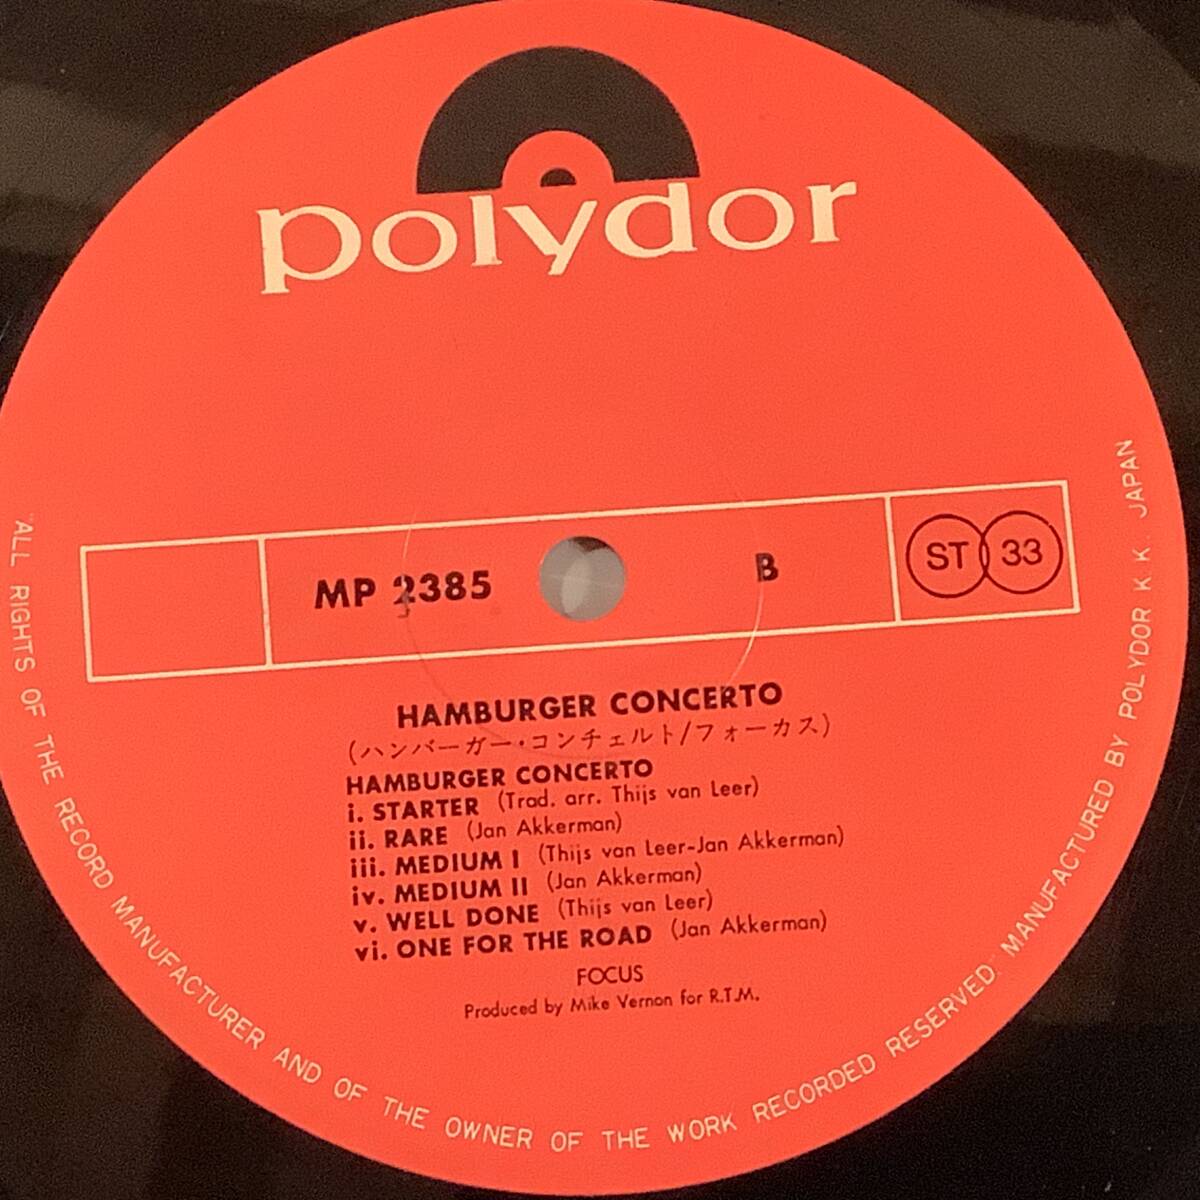 polydor
MP 2385 B ST 33
HAMBURGER CONCERTO
(ハンバーガー・コンチェルト/フォーカス)
HAMBURGER CONCERTO
i. STARTER (Trad. arr. Thijs van Leer)
ii. RARE (Jan Akkerman)
iii. MEDIUM I (Thijs van Leer-Jan Akkerman)
iv. MEDIUM II (Jan Akkerman)
v. WELL DONE (Thijs van Leer)
vi. ONE FOR THE ROAD (Jan Akkerman)
FOCUS
Produced by Mike Vernon for R.T.M.
"ALL RIGHTS OF THE RECORD MANUFACTURER AND OF THE OWNER OF THE WORK RECORDED RESERVED" MANUFACTURED BY POLYDOR K.K. JAPAN